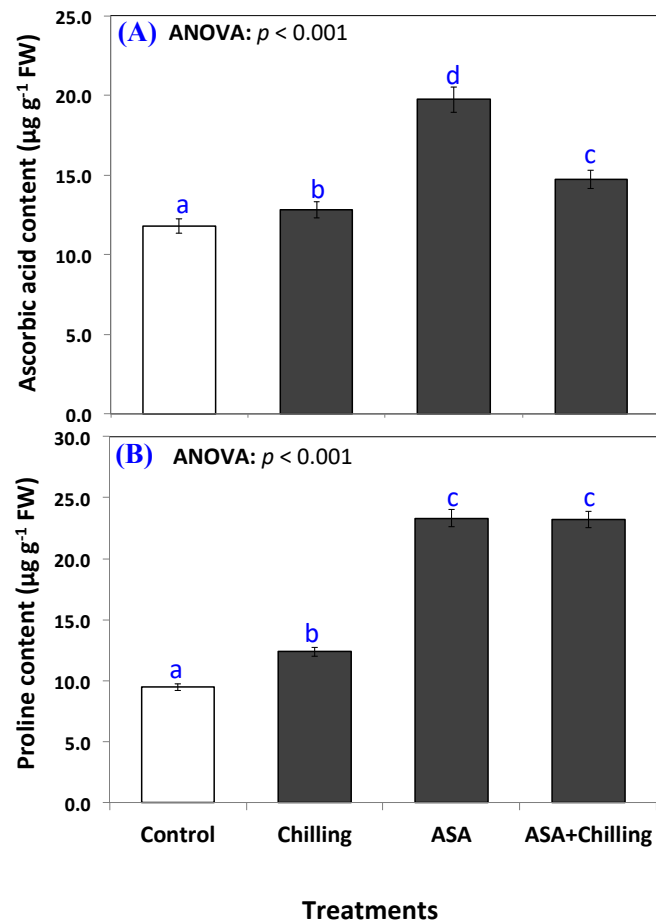 (A) ANOVA: p < 0.001
Ascorbic acid content (µg g-1 FW)
25.0
20.0
15.0
10.0
5.0
0.0
a
b
d
c
(B) ANOVA: p < 0.001
Proline content (µg g-1 FW)
30.0
25.0
20.0
15.0
10.0
5.0
0.0
a
b
c
c
Control Chilling ASA ASA+Chilling
Treatments